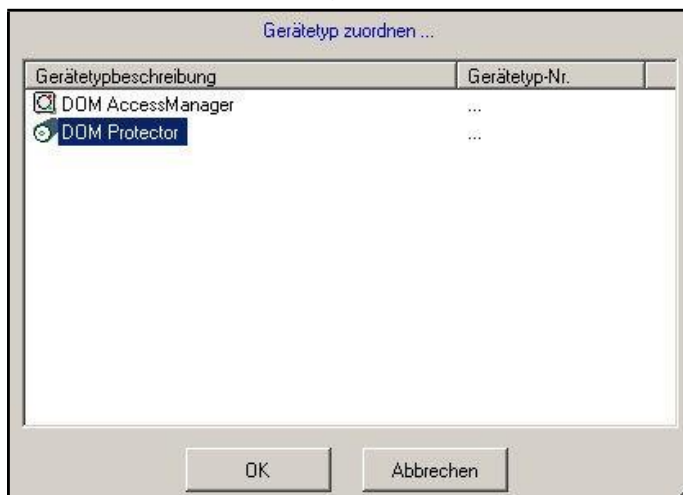 Gerätetyp zuordnen ...
Gerätetypbeschreibung Gerätetyp-Nr.
DOM AccessManager ...
DOM Protector ...
OK Abbrechen